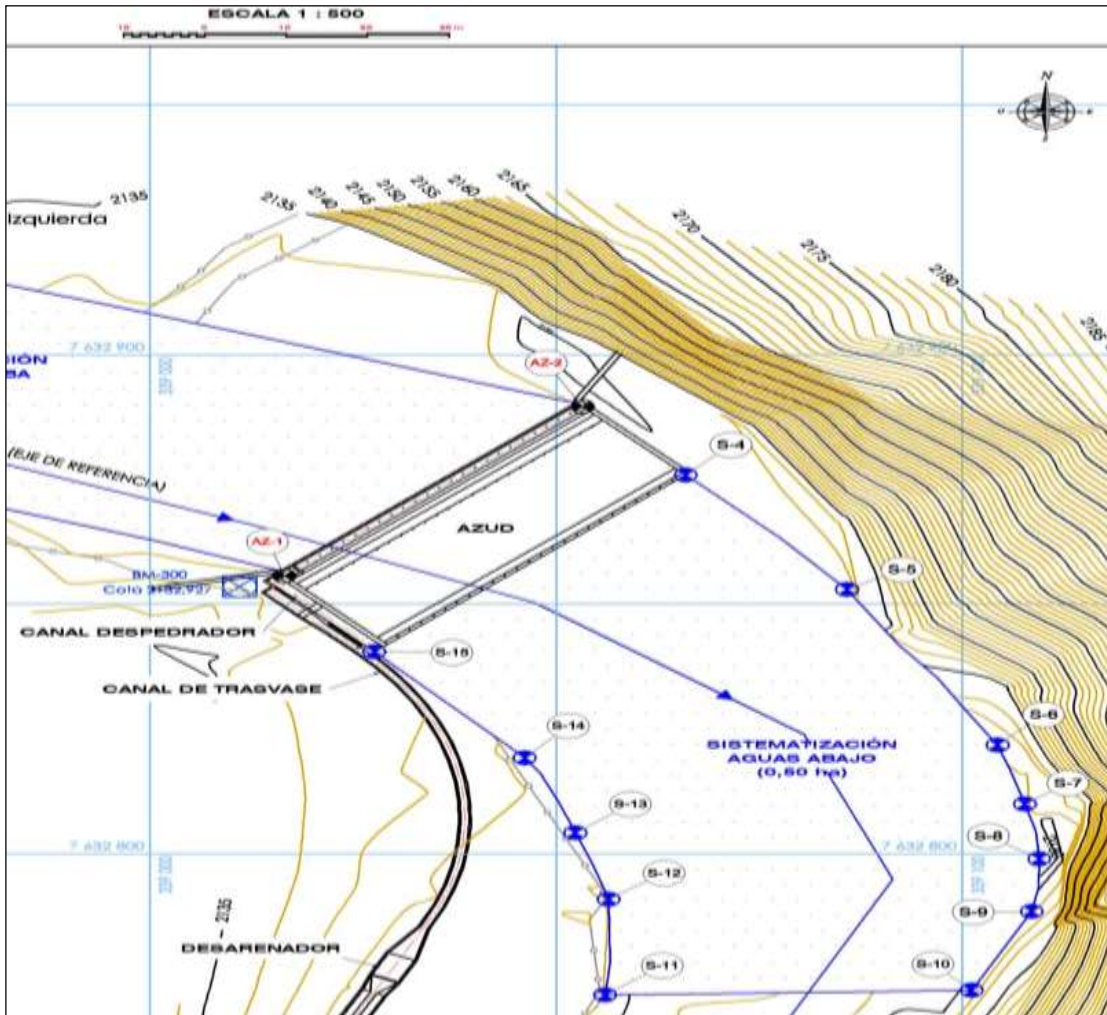 ESCALA 1 : 500
N
E
2135
Izquierda
2135
2140
2145
2150
2155
2160
2165
2170
2175
2180
2185
7 632 900
AZ-2
S-4
(EJE DE REFERENCIA)
AZUD
AZ-1
BM-300
S-5
CANAL DESPEDRADOR
S-15
CANAL DE TRASVASE
S-14
S-6
SISTEMATIZACIÓN
AGUAS ABAJO
(0,50 ha)
S-7
S-13
7 632 800
7 632 800
S-8
S-12
S-9
2135
DESARENADOR
S-11
S-10